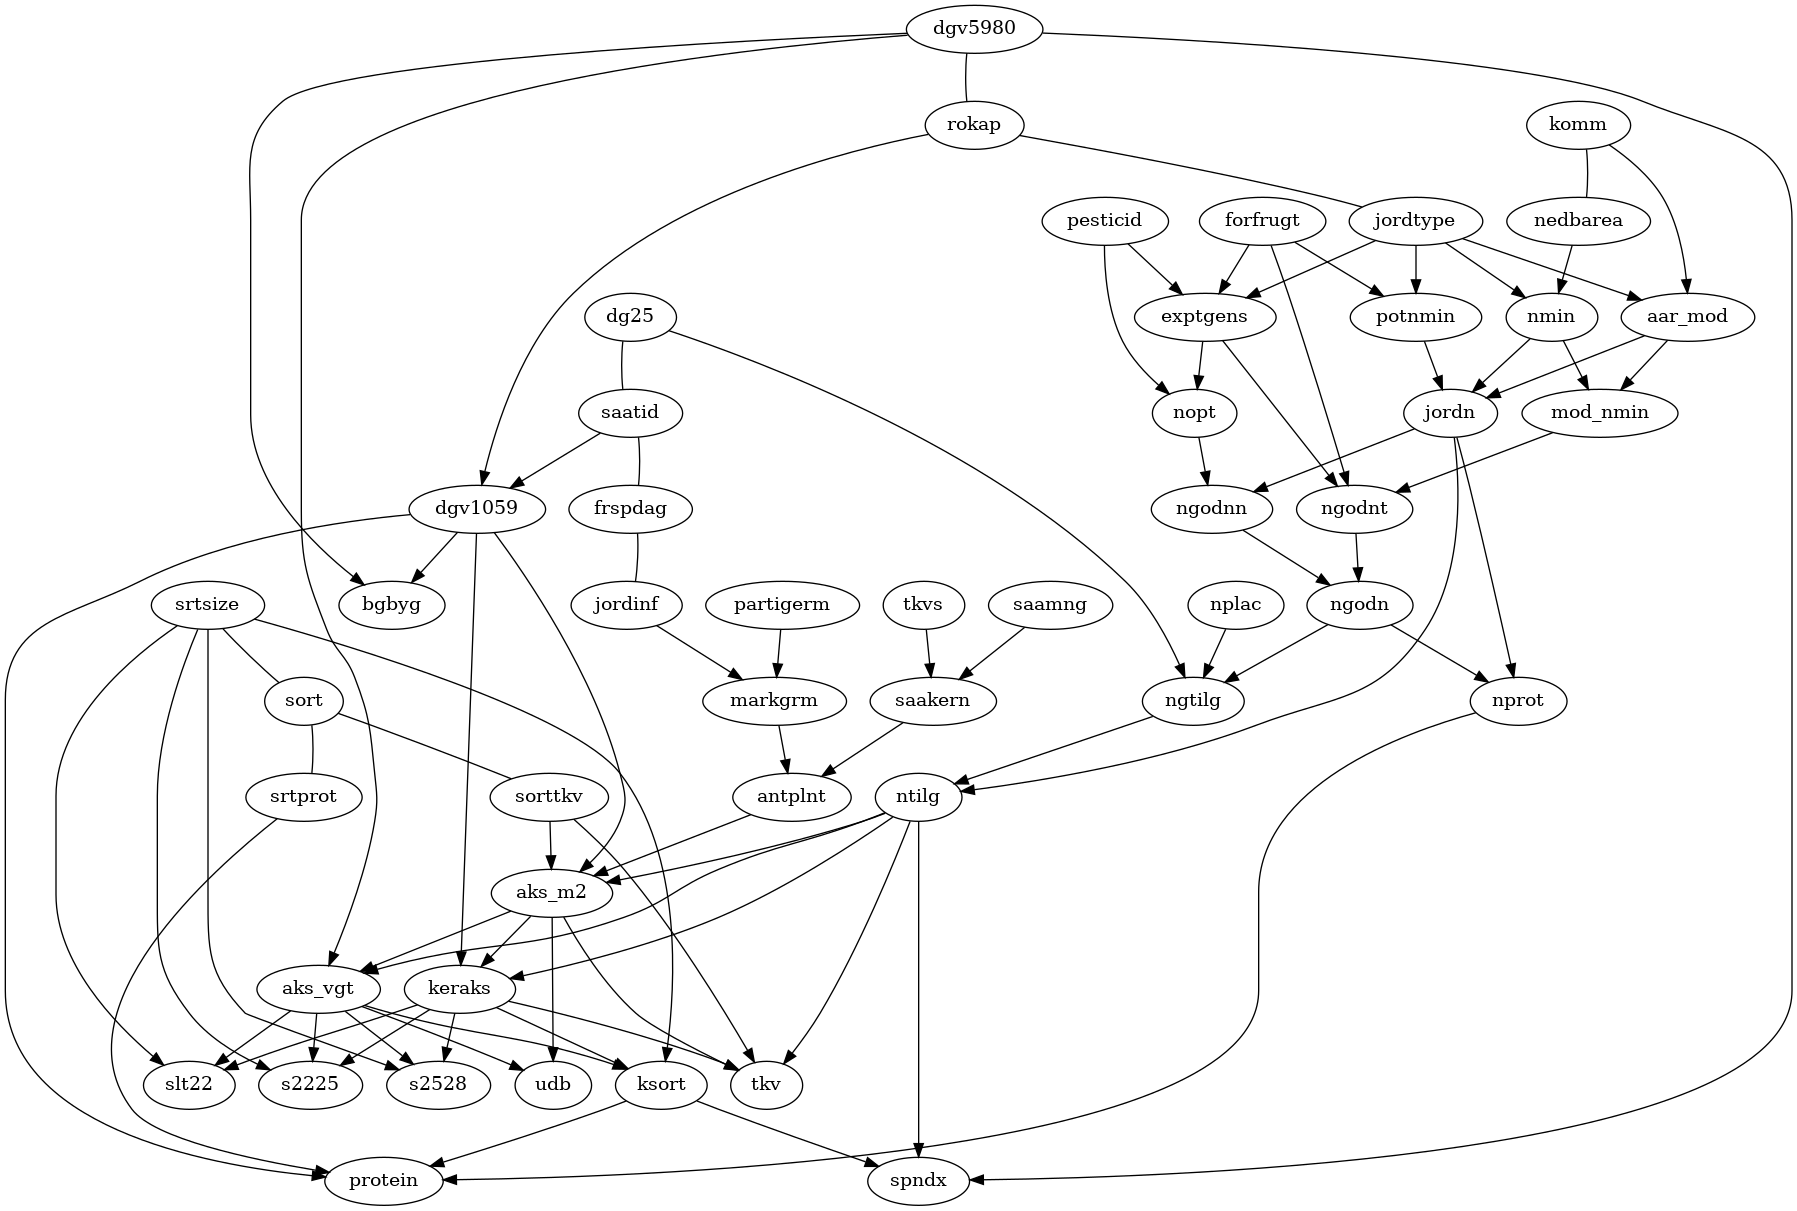 dgv5980
rokap
komm
pesticid
forfrugt
jordtype
nedbarea
dg25
exptgens
potnmin
nmin
aar_mod
saatid
nopt
jordn
mod_nmin
dgv1059
frspdag
ngodnn
ngodnt
srtsize
bgbyg
jordinf
partigerm
tkvs
saamng
nplac
ngodn
sort
markgrm
saakern
ngtilg
nprot
srtprot
sorttkv
antplnt
ntilg
aks_m2
aks_vgt
keraks
slt22
s2225
s2528
udb
ksort
tkv
protein
spndx